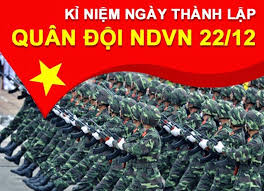 KỈ NIỆM NGÀY THÀNH LẬP
QUÂN ĐỘI NDVN 22/12